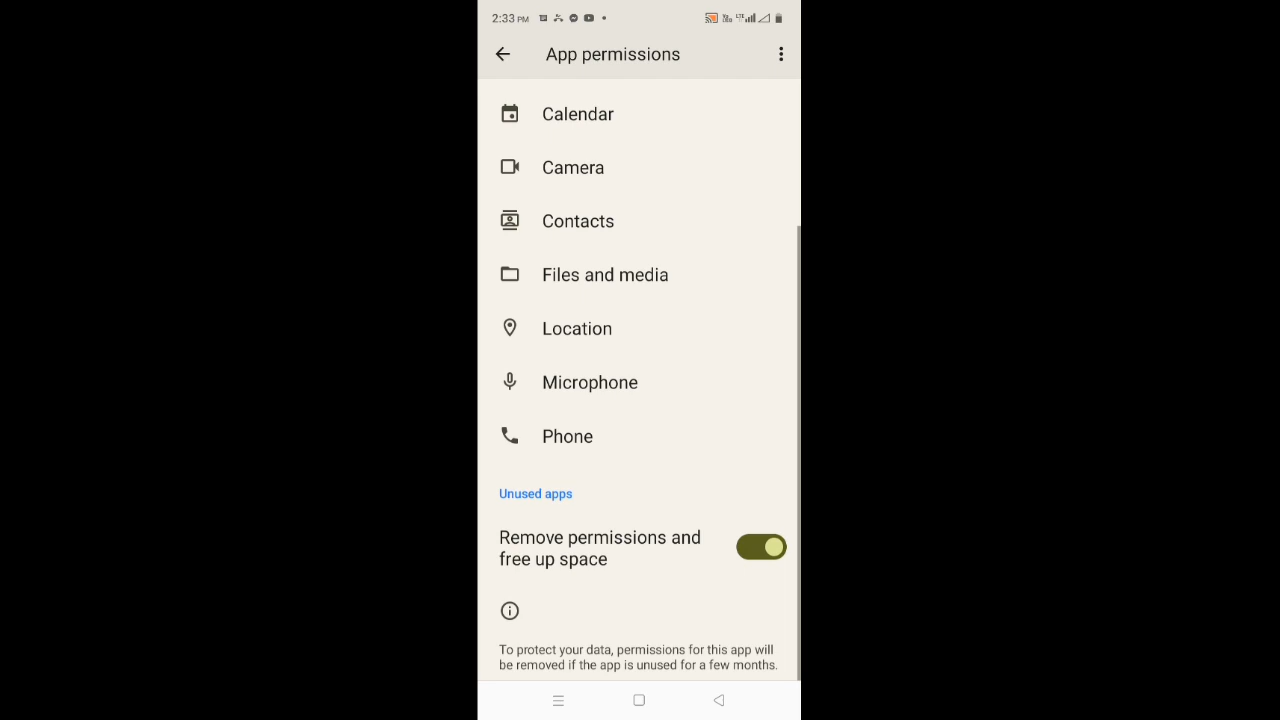 2:33 PM
App permissions
Calendar
Camera
Contacts
Files and media
Location
Microphone
Phone
Unused apps
Remove permissions and
free up space
To protect your data, permissions for this app will
be removed if the app is unused for a few months.